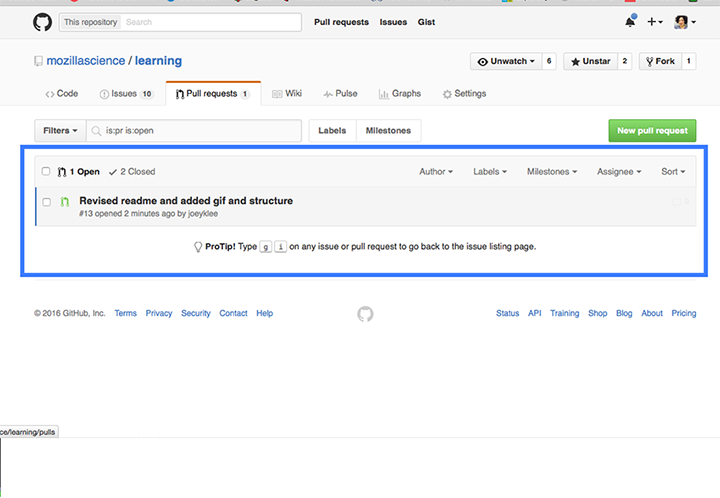 This repository Search Pull requests Issues Gist
mozillascience / learning Unwatch 6 Unstar 2 Fork 1
Code Issues 10 Pull requests 1 Wiki Pulse Graphs Settings
Filters is:pr is:open Labels Milestones New pull request
1 Open 2 Closed Author Labels Milestones Assignee Sort
Revised readme and added gif and structure
#13 opened 2 minutes ago by joeyklee
ProTip! Type g i on any issue or pull request to go back to the issue listing page.
© 2016 GitHub, Inc. Terms Privacy Security Contact Help Status API Training Shop Blog About Pricing
ce/learning/pulls